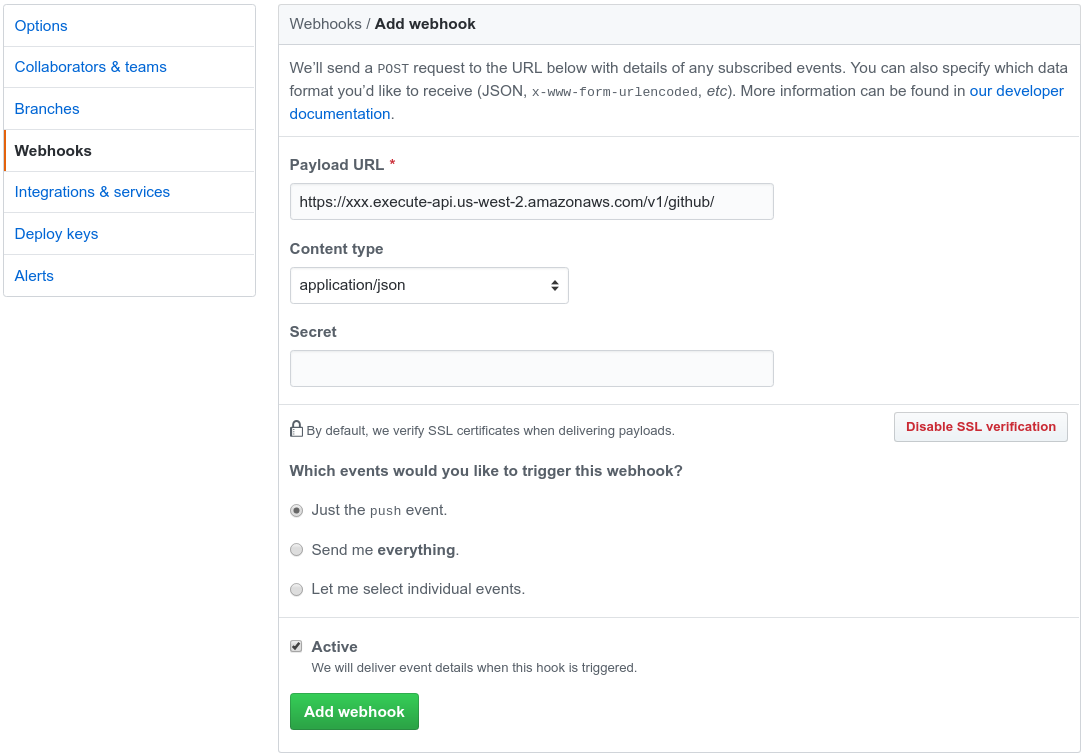 Options
Collaborators & teams
Branches
Webhooks
Integrations & services
Deploy keys
Alerts
Webhooks / Add webhook
We’ll send a POST request to the URL below with details of any subscribed events. You can also specify which data
format you’d like to receive (JSON, x-www-form-urlencoded, etc). More information can be found in our developer
documentation.
Payload URL *
https://xxx.execute-api.us-west-2.amazonaws.com/v1/github/
Content type
application/json
Secret
By default, we verify SSL certificates when delivering payloads.
Disable SSL verification
Which events would you like to trigger this webhook?
Just the push event.
Send me everything.
Let me select individual events.
Active
We will deliver event details when this hook is triggered.
Add webhook